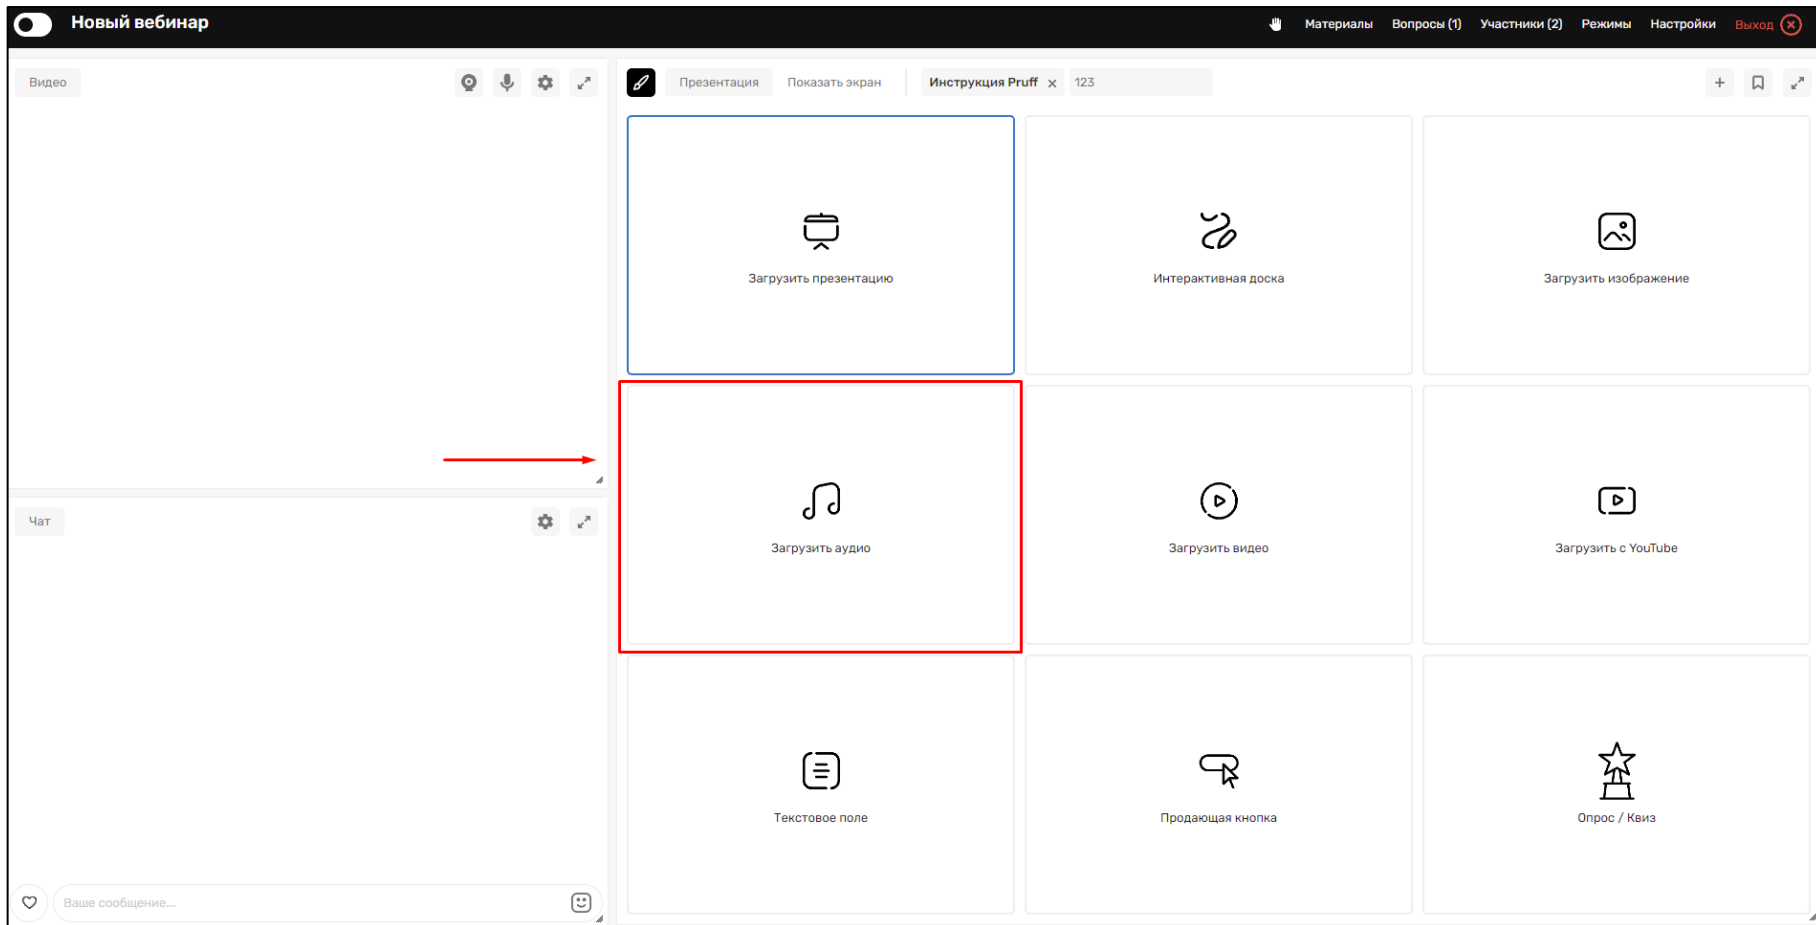 Новый вебинар
Материалы Вопросы (1) Участники (2) Режимы Настройки Выход
Видео
Презентация Показать экран Инструкция Pruff × 123 +
Загрузить презентацию Интерактивная доска Загрузить изображение
Загрузить аудио Загрузить видео Загрузить с YouTube
Чат
Текстовое поле Продающая кнопка Опрос / Квиз
Ваше сообщение...